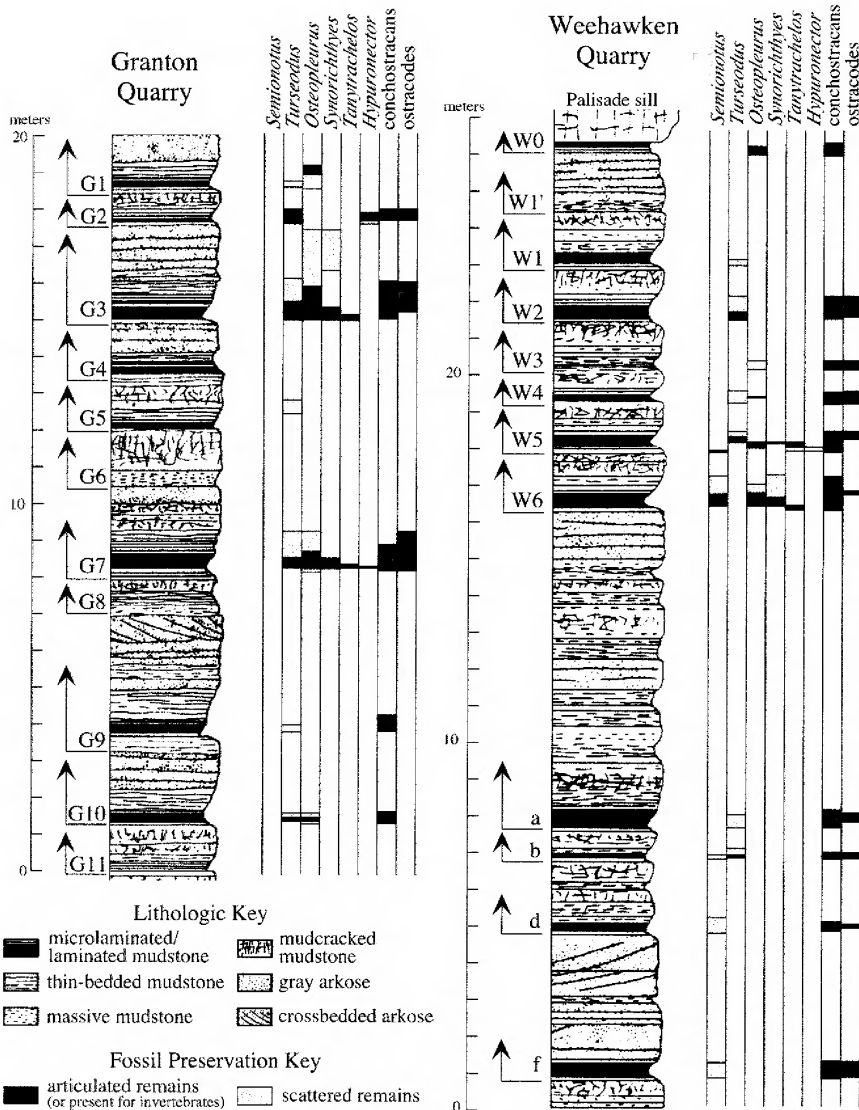 Granton
Quarry
meters
Semionotus
Turseodus
Osteopleurus
Synorichthyes
Tanytrachelos
Hypuronector
conchostracans
ostracodes
20
G1
G2
G3
G4
G5
G6
10
G7
G8
G9
G10
G11
0
Weehawken
Quarry
meters
Palisade sill
Semionotus
Turseodus
Osteopleurus
Synorichthyes
Tanytrachelos
Hypuronector
conchostracans
ostracodes
W0
W1'
W1
W2
W3
20
W4
W5
W6
10
a
b
d
f
0
Lithologic Key
microlaminated/
laminated mudstone
mudcracked
mudstone
thin-bedded mudstone
gray arkose
massive mudstone
crossbedded arkose
Fossil Preservation Key
articulated remains
(or present for invertebrates)
scattered remains